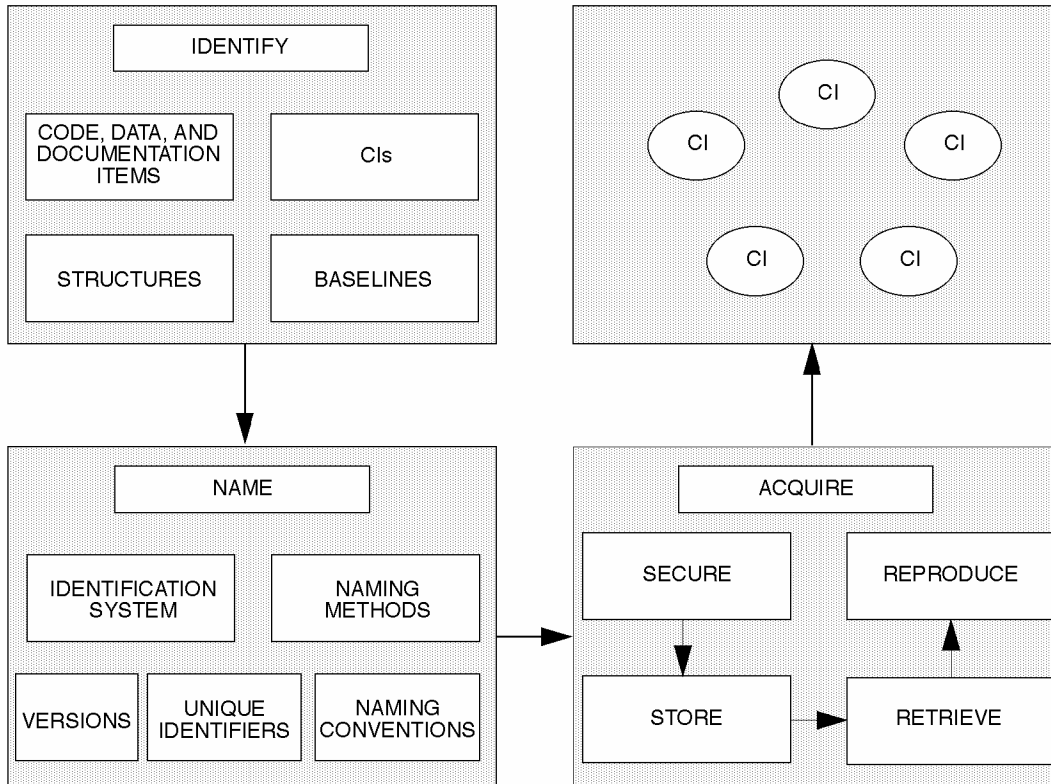 IDENTIFY
CODE, DATA, AND
DOCUMENTATION
ITEMS
CIs
STRUCTURES
BASELINES
CI
CI
CI
CI
CI
NAME
IDENTIFICATION
SYSTEM
NAMING
METHODS
VERSIONS
UNIQUE
IDENTIFIERS
NAMING
CONVENTIONS
ACQUIRE
SECURE
REPRODUCE
STORE
RETRIEVE